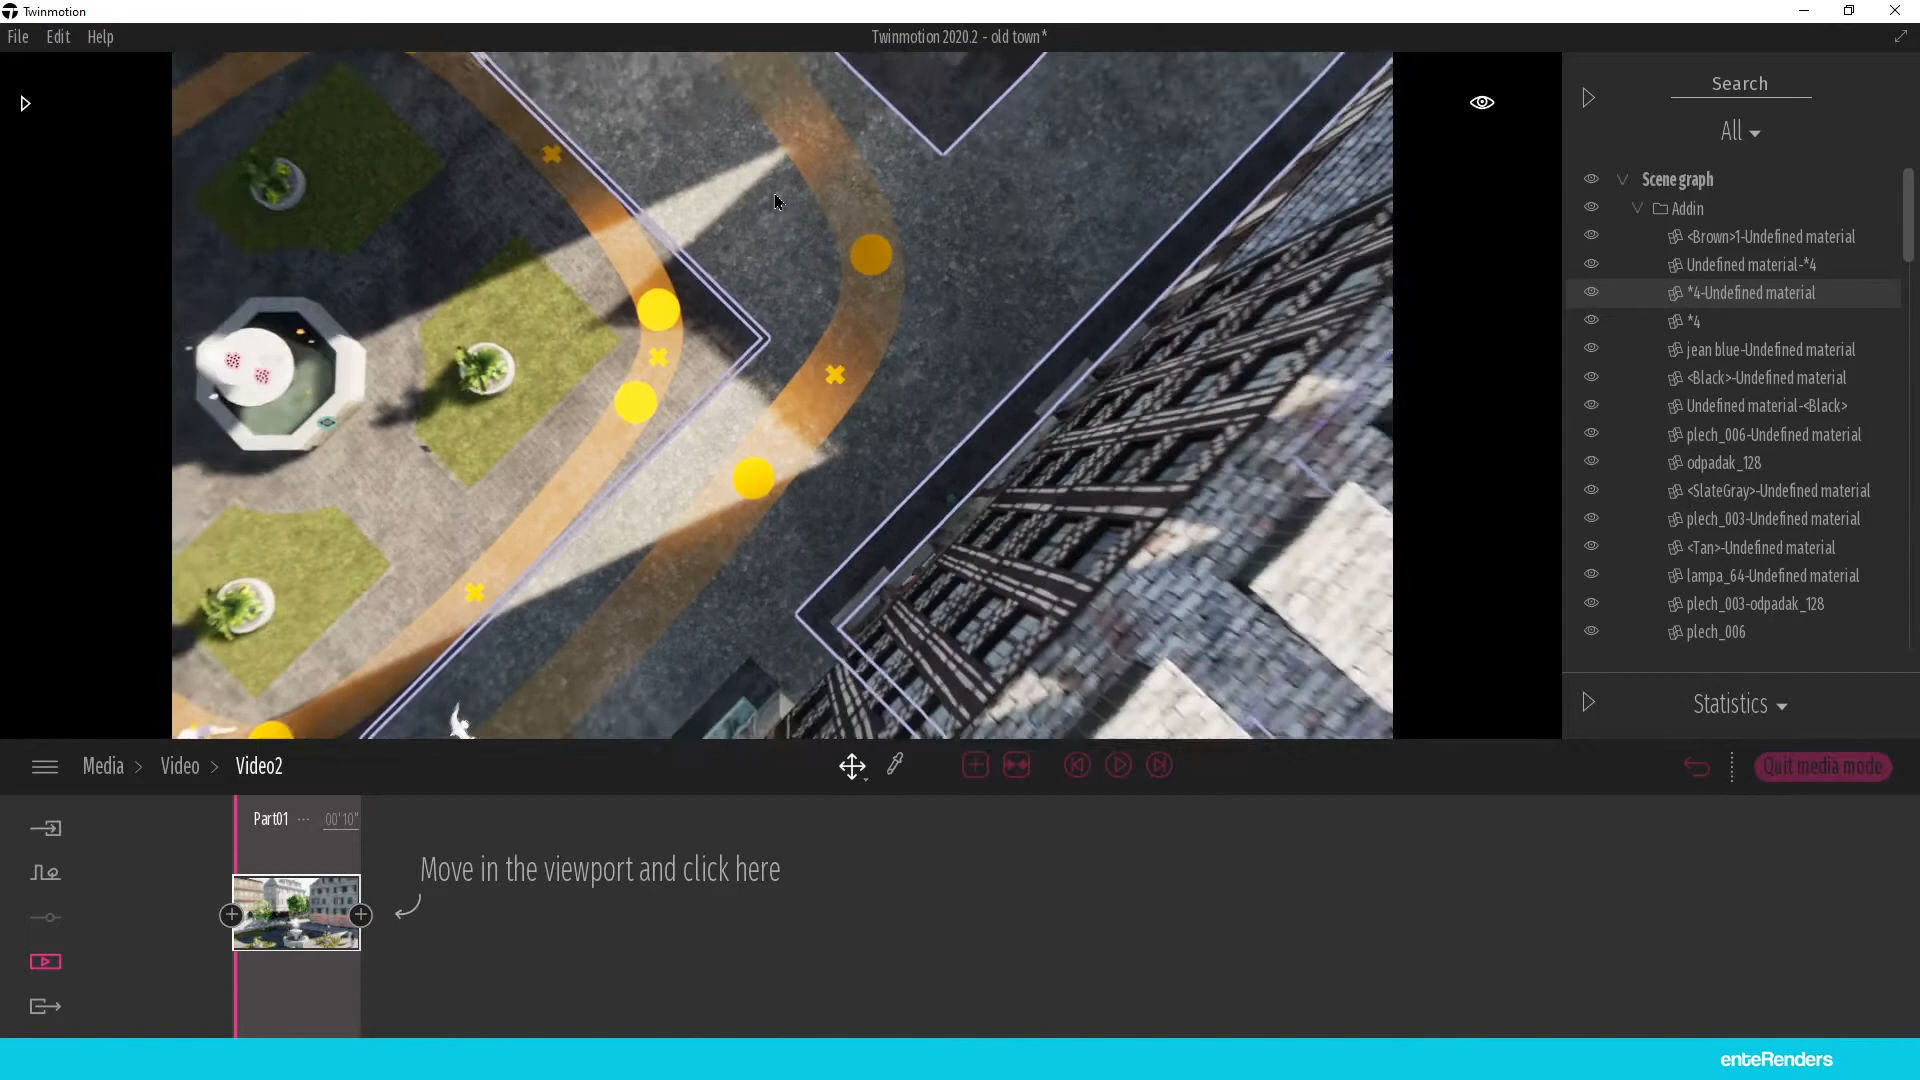 Twinmotion
File Edit Help
Twinmotion 2020.2 - old town*
Search
All
Scene graph
Addin
<Brown>1-Undefined material
Undefined material-*4
*4-Undefined material
*4
jean blue-Undefined material
<Black>-Undefined material
Undefined material-<Black>
plech_006-Undefined material
odpadak_128
<SlateGray>-Undefined material
plech_003-Undefined material
<Tan>-Undefined material
lampa_64-Undefined material
plech_003-odpadak_128
plech_006
Statistics
Media > Video > Video2
Quit media mode
Part01 ... 00'10"
Move in the viewport and click here
enteRenders